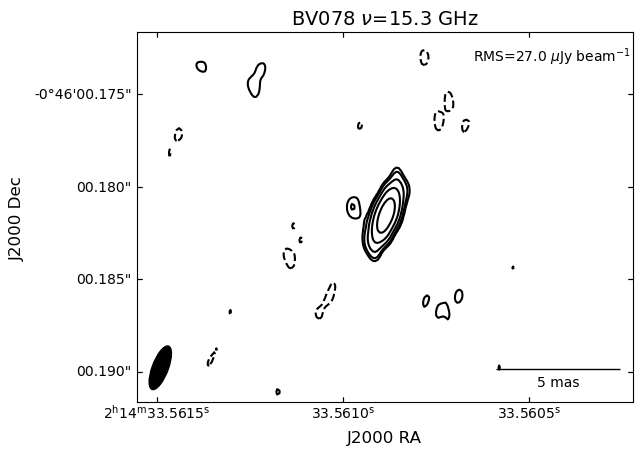 BV078 ν=15.3 GHz
RMS=27.0 μJy beam⁻¹
-0°46'00.175"
00.180"
00.185"
00.190"
J2000 Dec
5 mas
2ʰ14ᵐ33.5615ˢ 33.5610ˢ 33.5605ˢ
J2000 RA